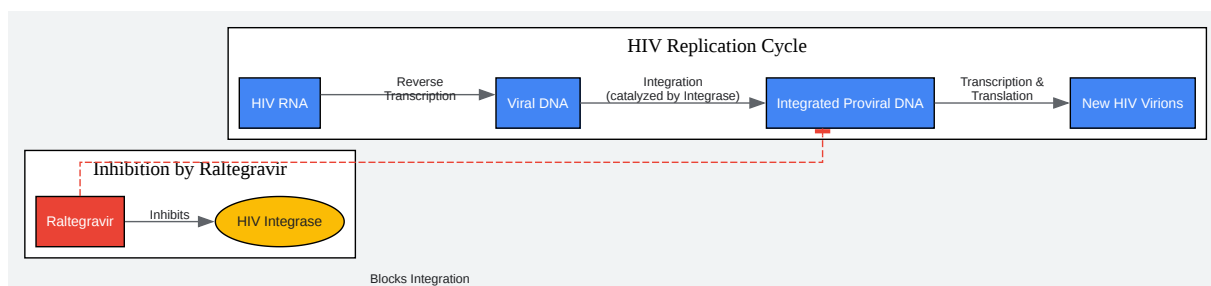 HIV Replication Cycle
HIV RNA
Reverse
Transcription
Viral DNA
Integration
(catalyzed by Integrase)
Integrated Proviral DNA
Transcription &
Translation
New HIV Virions
Inhibition by Raltegravir
Raltegravir
Inhibits
HIV Integrase
Blocks Integration